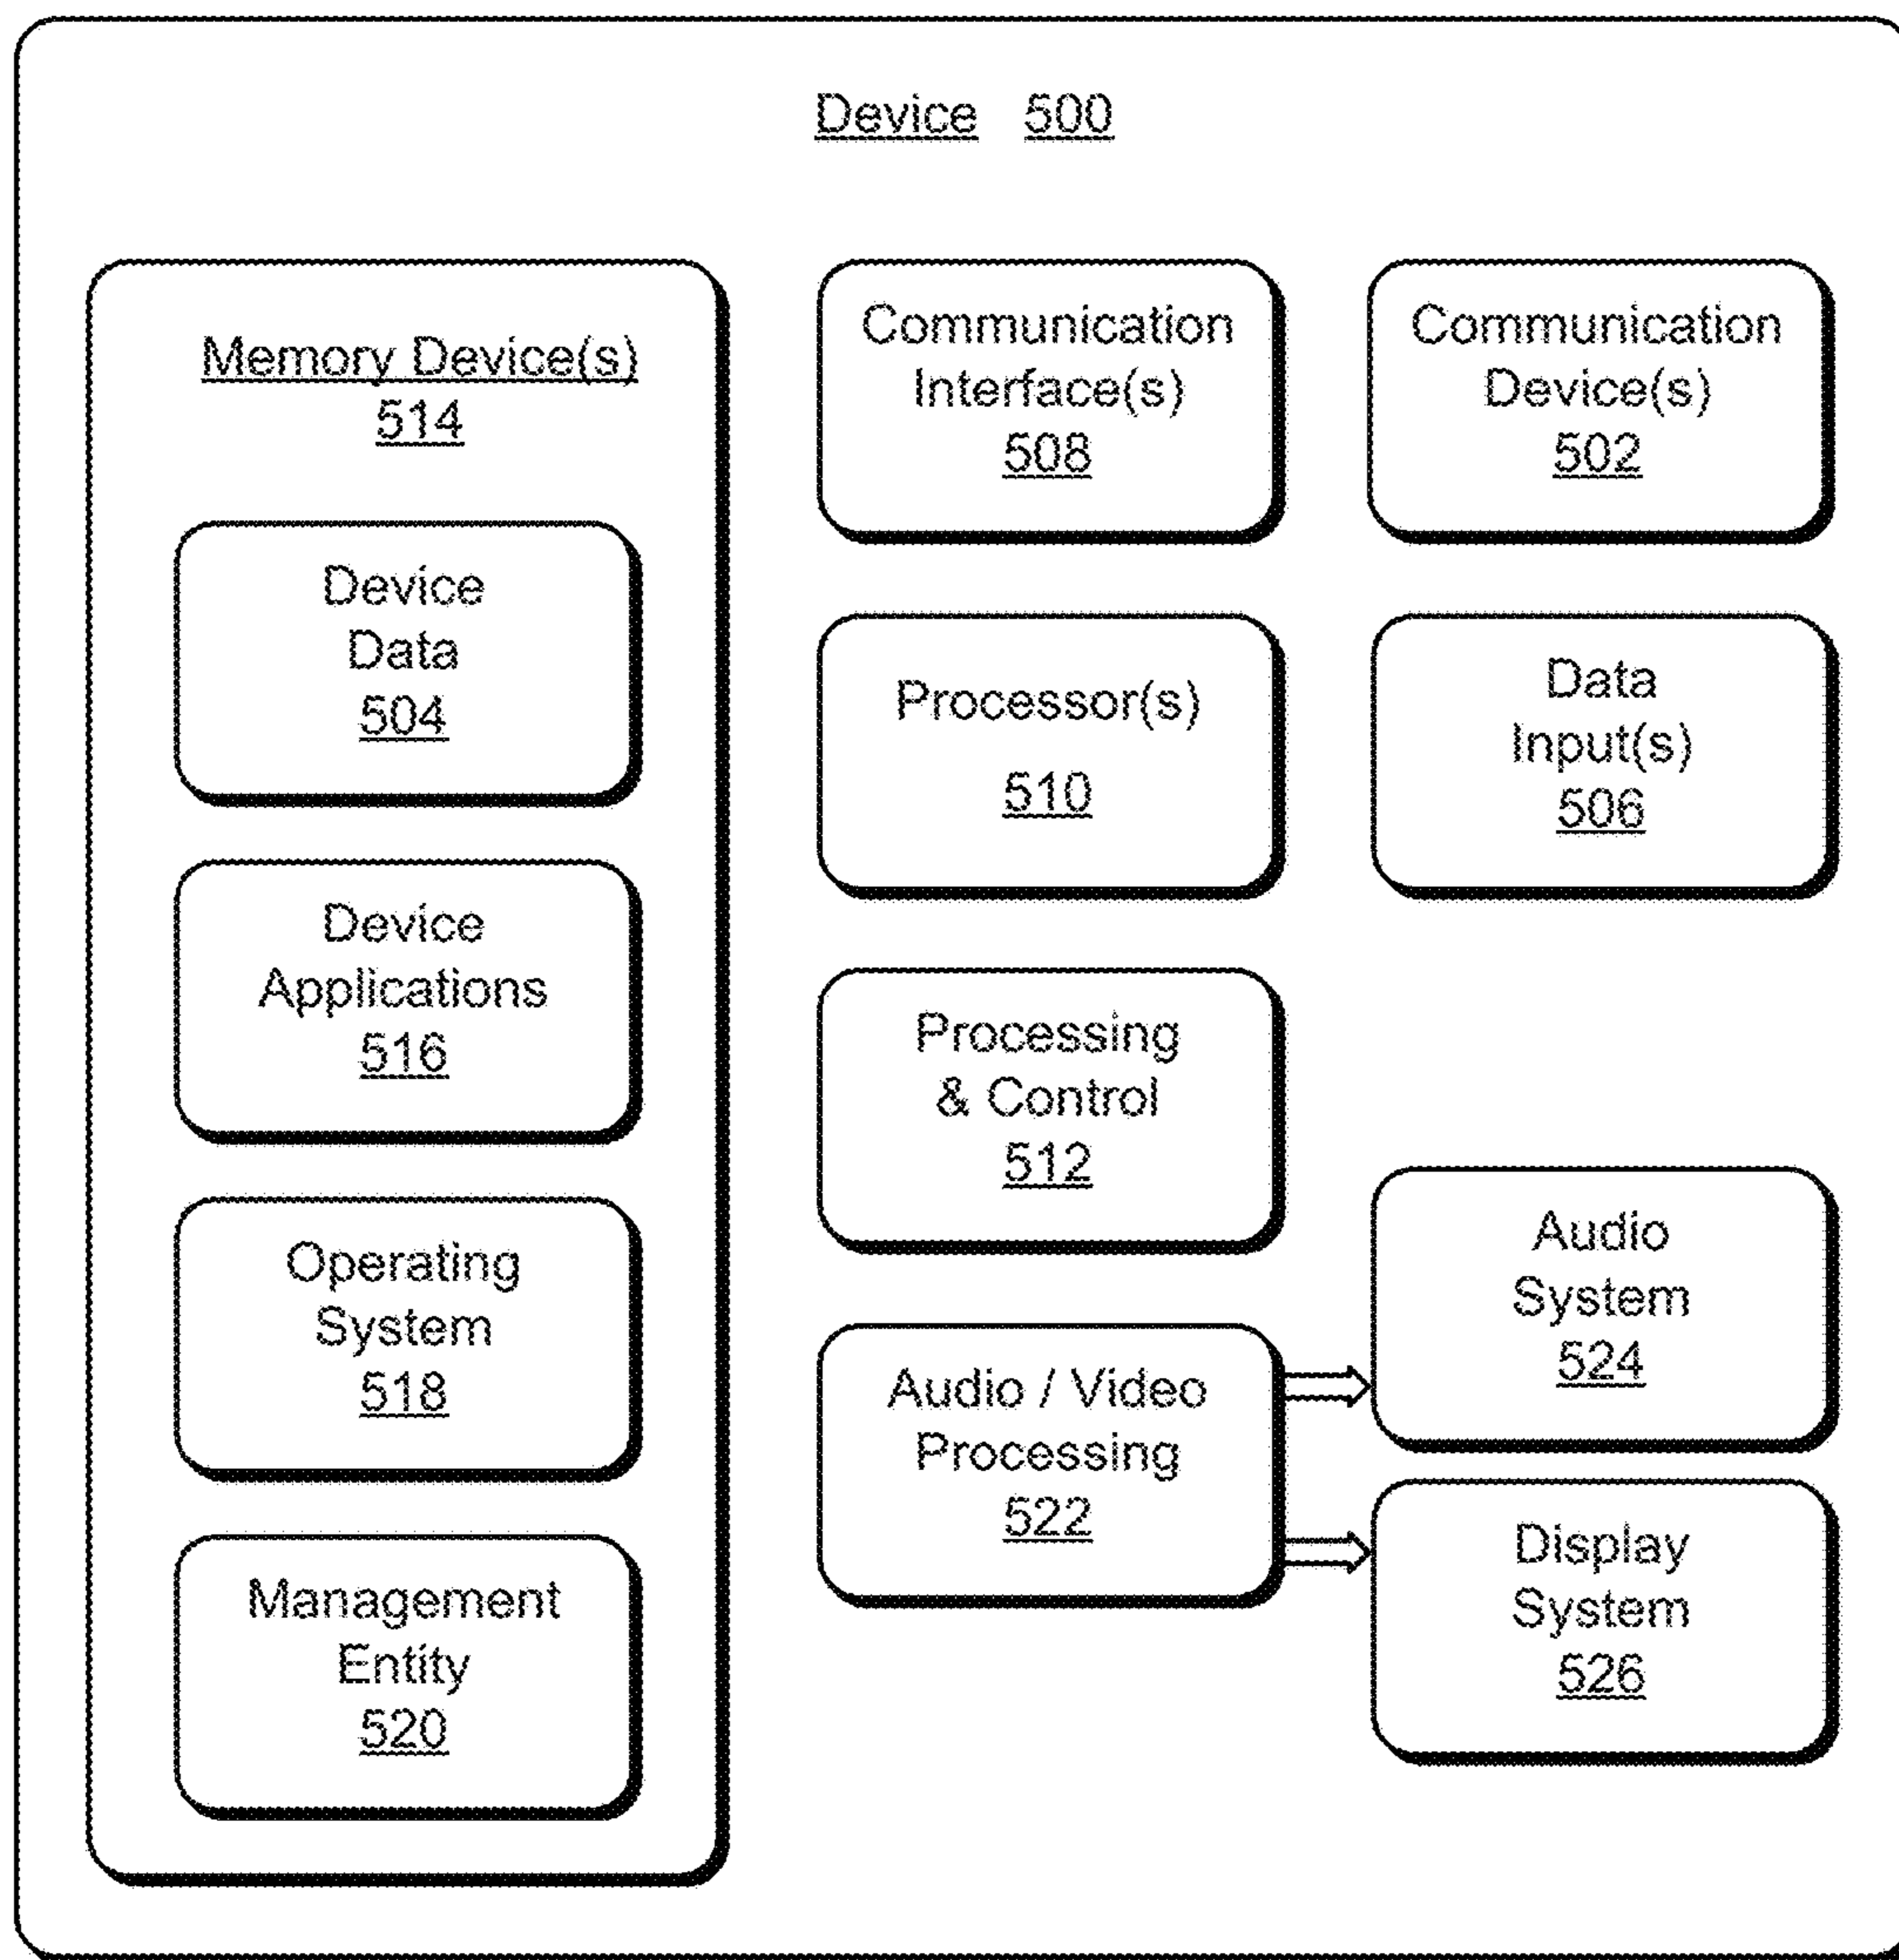 Device 500
Memory Device(s)
514
Device
Data
504
Device
Applications
516
Operating
System
518
Management
Entity
520
Communication
Interface(s)
508
Communication
Device(s)
502
Processor(s)
510
Data
Input(s)
506
Processing
& Control
512
Audio / Video
Processing
522
Audio
System
524
Display
System
526